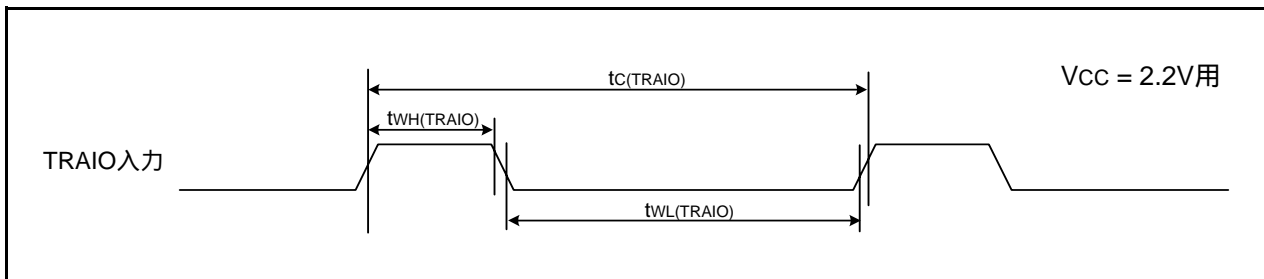 tC(TRAIO)
VCC = 2.2V用
tWH(TRAIO)
TRAIO入力
tWL(TRAIO)